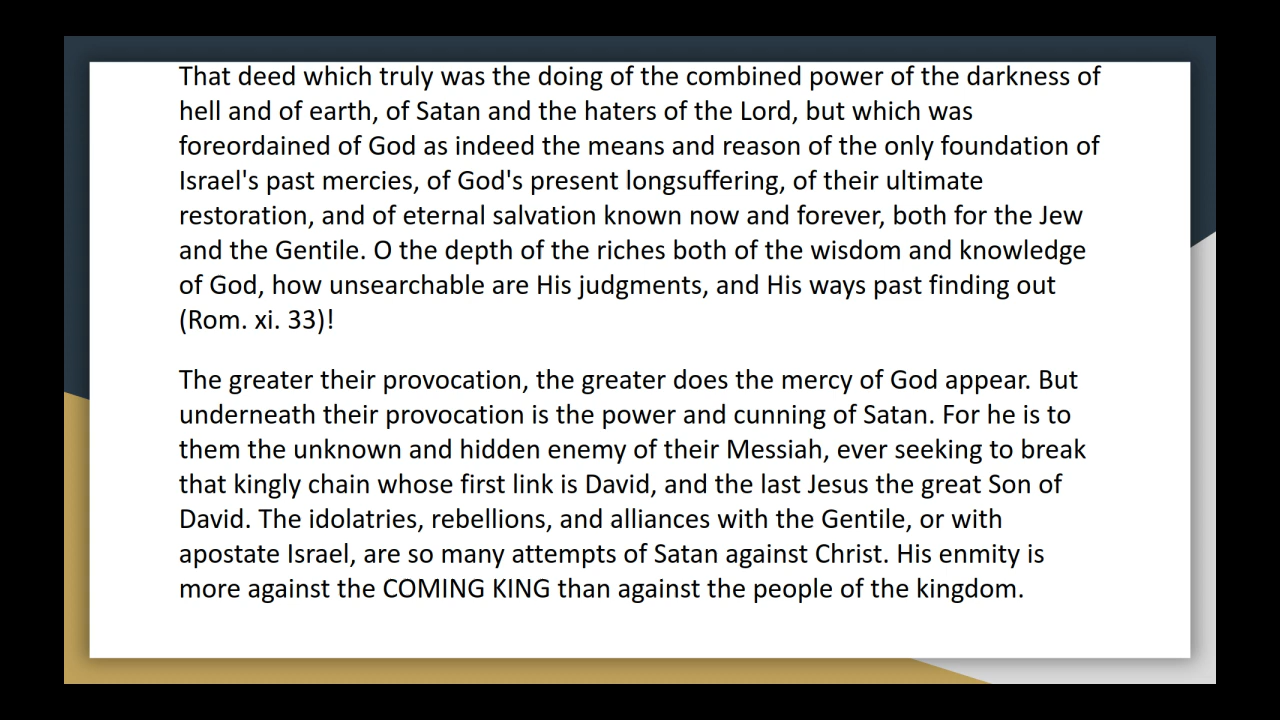 That deed which truly was the doing of the combined power of the darkness of
hell and of earth, of Satan and the haters of the Lord, but which was
foreordained of God as indeed the means and reason of the only foundation of
Israel's past mercies, of God's present longsuffering, of their ultimate
restoration, and of eternal salvation known now and forever, both for the Jew
and the Gentile. O the depth of the riches both of the wisdom and knowledge
of God, how unsearchable are His judgments, and His ways past finding out
(Rom. xi. 33)!
The greater their provocation, the greater does the mercy of God appear. But
underneath their provocation is the power and cunning of Satan. For he is to
them the unknown and hidden enemy of their Messiah, ever seeking to break
that kingly chain whose first link is David, and the last Jesus the great Son of
David. The idolatries, rebellions, and alliances with the Gentile, or with
apostate Israel, are so many attempts of Satan against Christ. His enmity is
more against the COMING KING than against the people of the kingdom.